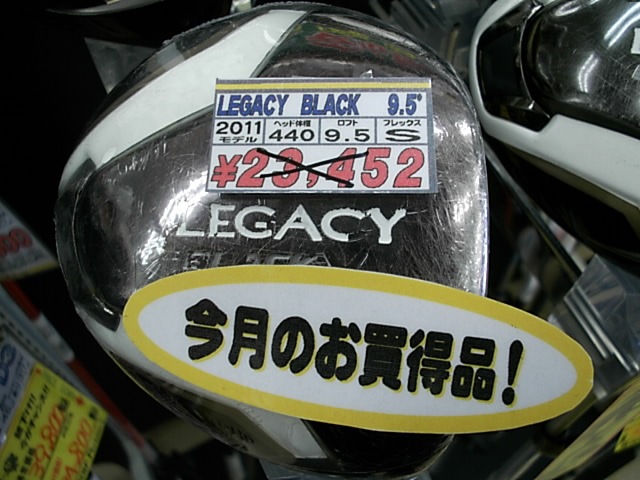 LEGACY BLACK 9.5°
2011 モデル
ヘッド体積 440
ロフト 9.5
フレックス S
¥23,452
LEGACY
BLACK
今月のお買得品!